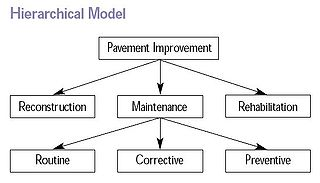 Hierarchical Model
Pavement Improvement
Reconstruction Maintenance Rehabilitation
Routine Corrective Preventive